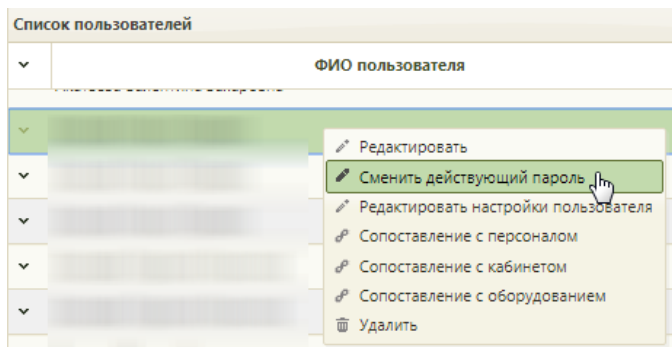 Список пользователей
ФИО пользователя
Редактировать
Сменить действующий пароль
Редактировать настройки пользователя
Сопоставление с персоналом
Сопоставление с кабинетом
Сопоставление с оборудованием
Удалить